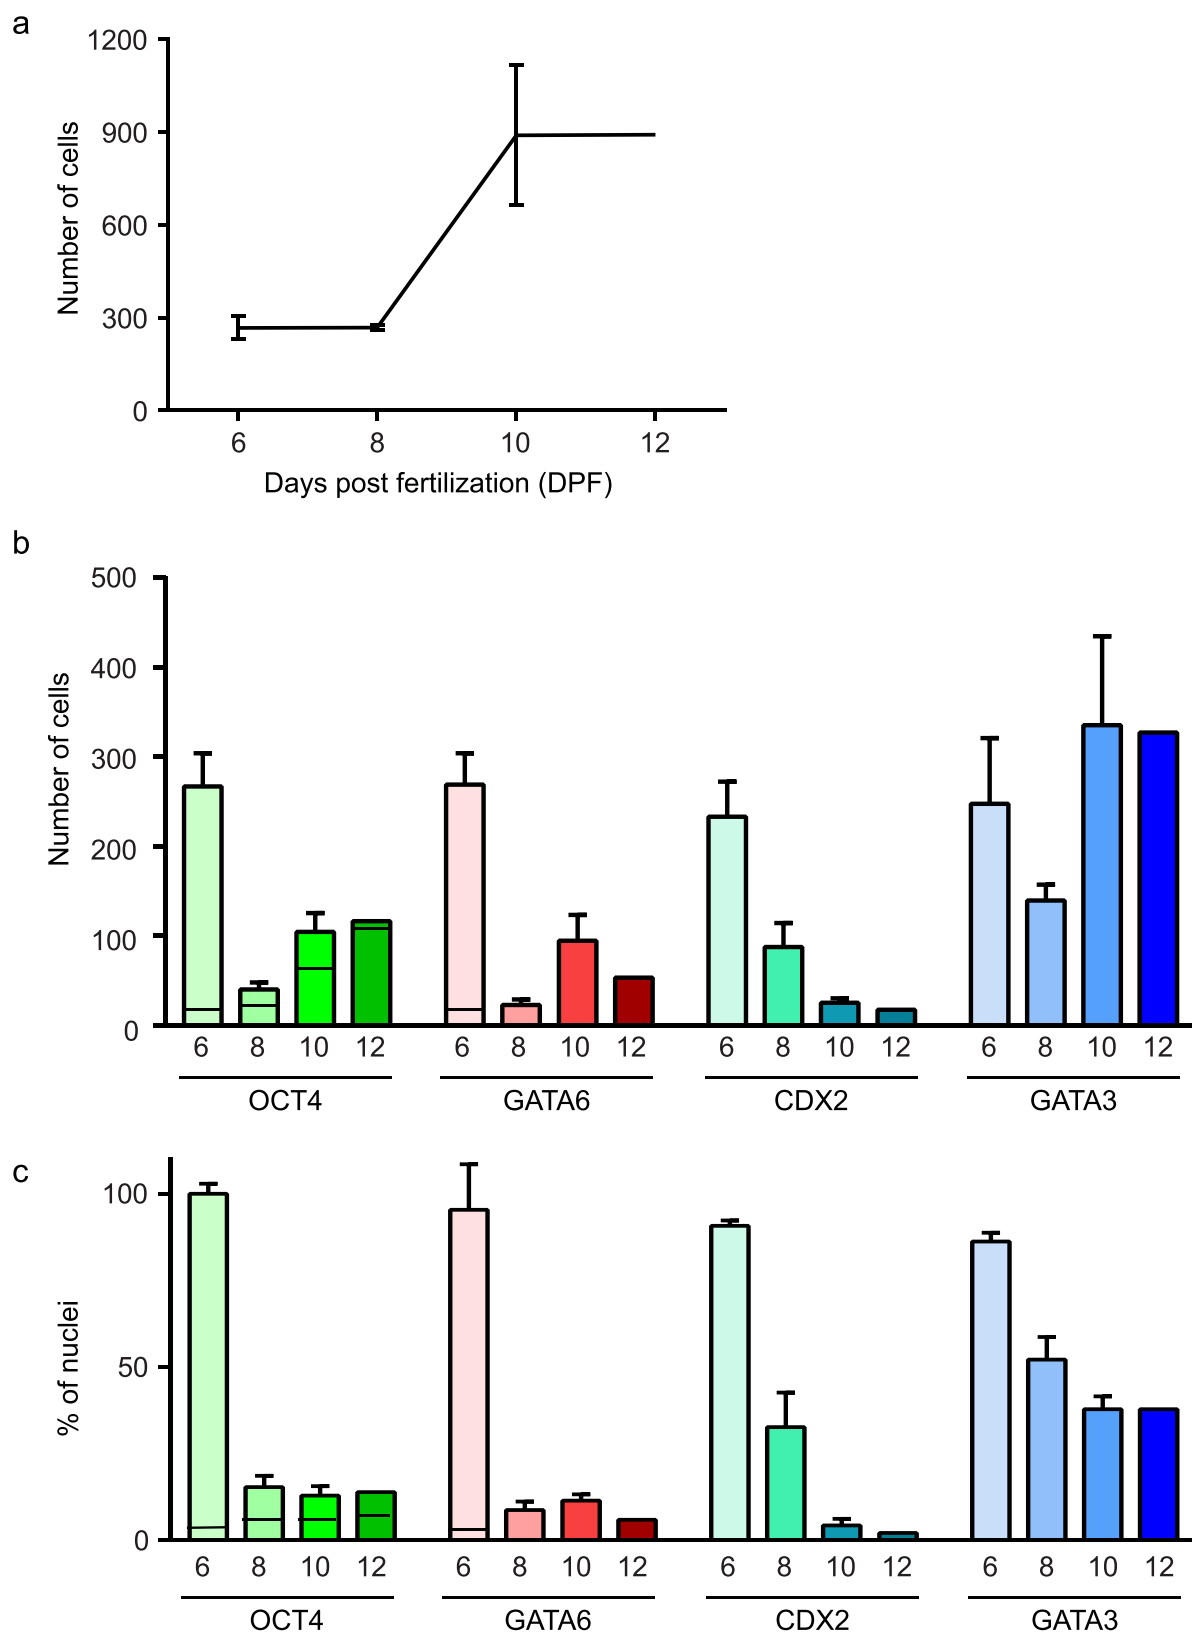 a
1200
900
600
300
0
Number of cells
6 8 10 12
Days post fertilization (DPF)
b
500
400
300
200
100
0
Number of cells
6 8 10 12 6 8 10 12 6 8 10 12 6 8 10 12
OCT4 GATA6 CDX2 GATA3
c
100
50
0
% of nuclei
6 8 10 12 6 8 10 12 6 8 10 12 6 8 10 12
OCT4 GATA6 CDX2 GATA3